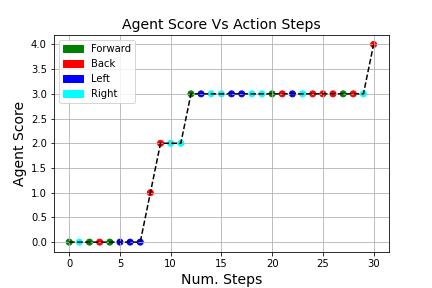 Agent Score Vs Action Steps
4.0
3.5
3.0
2.5
2.0
1.5
1.0
0.5
0.0
Agent Score
Forward
Back
Left
Right
0 5 10 15 20 25 30
Num. Steps